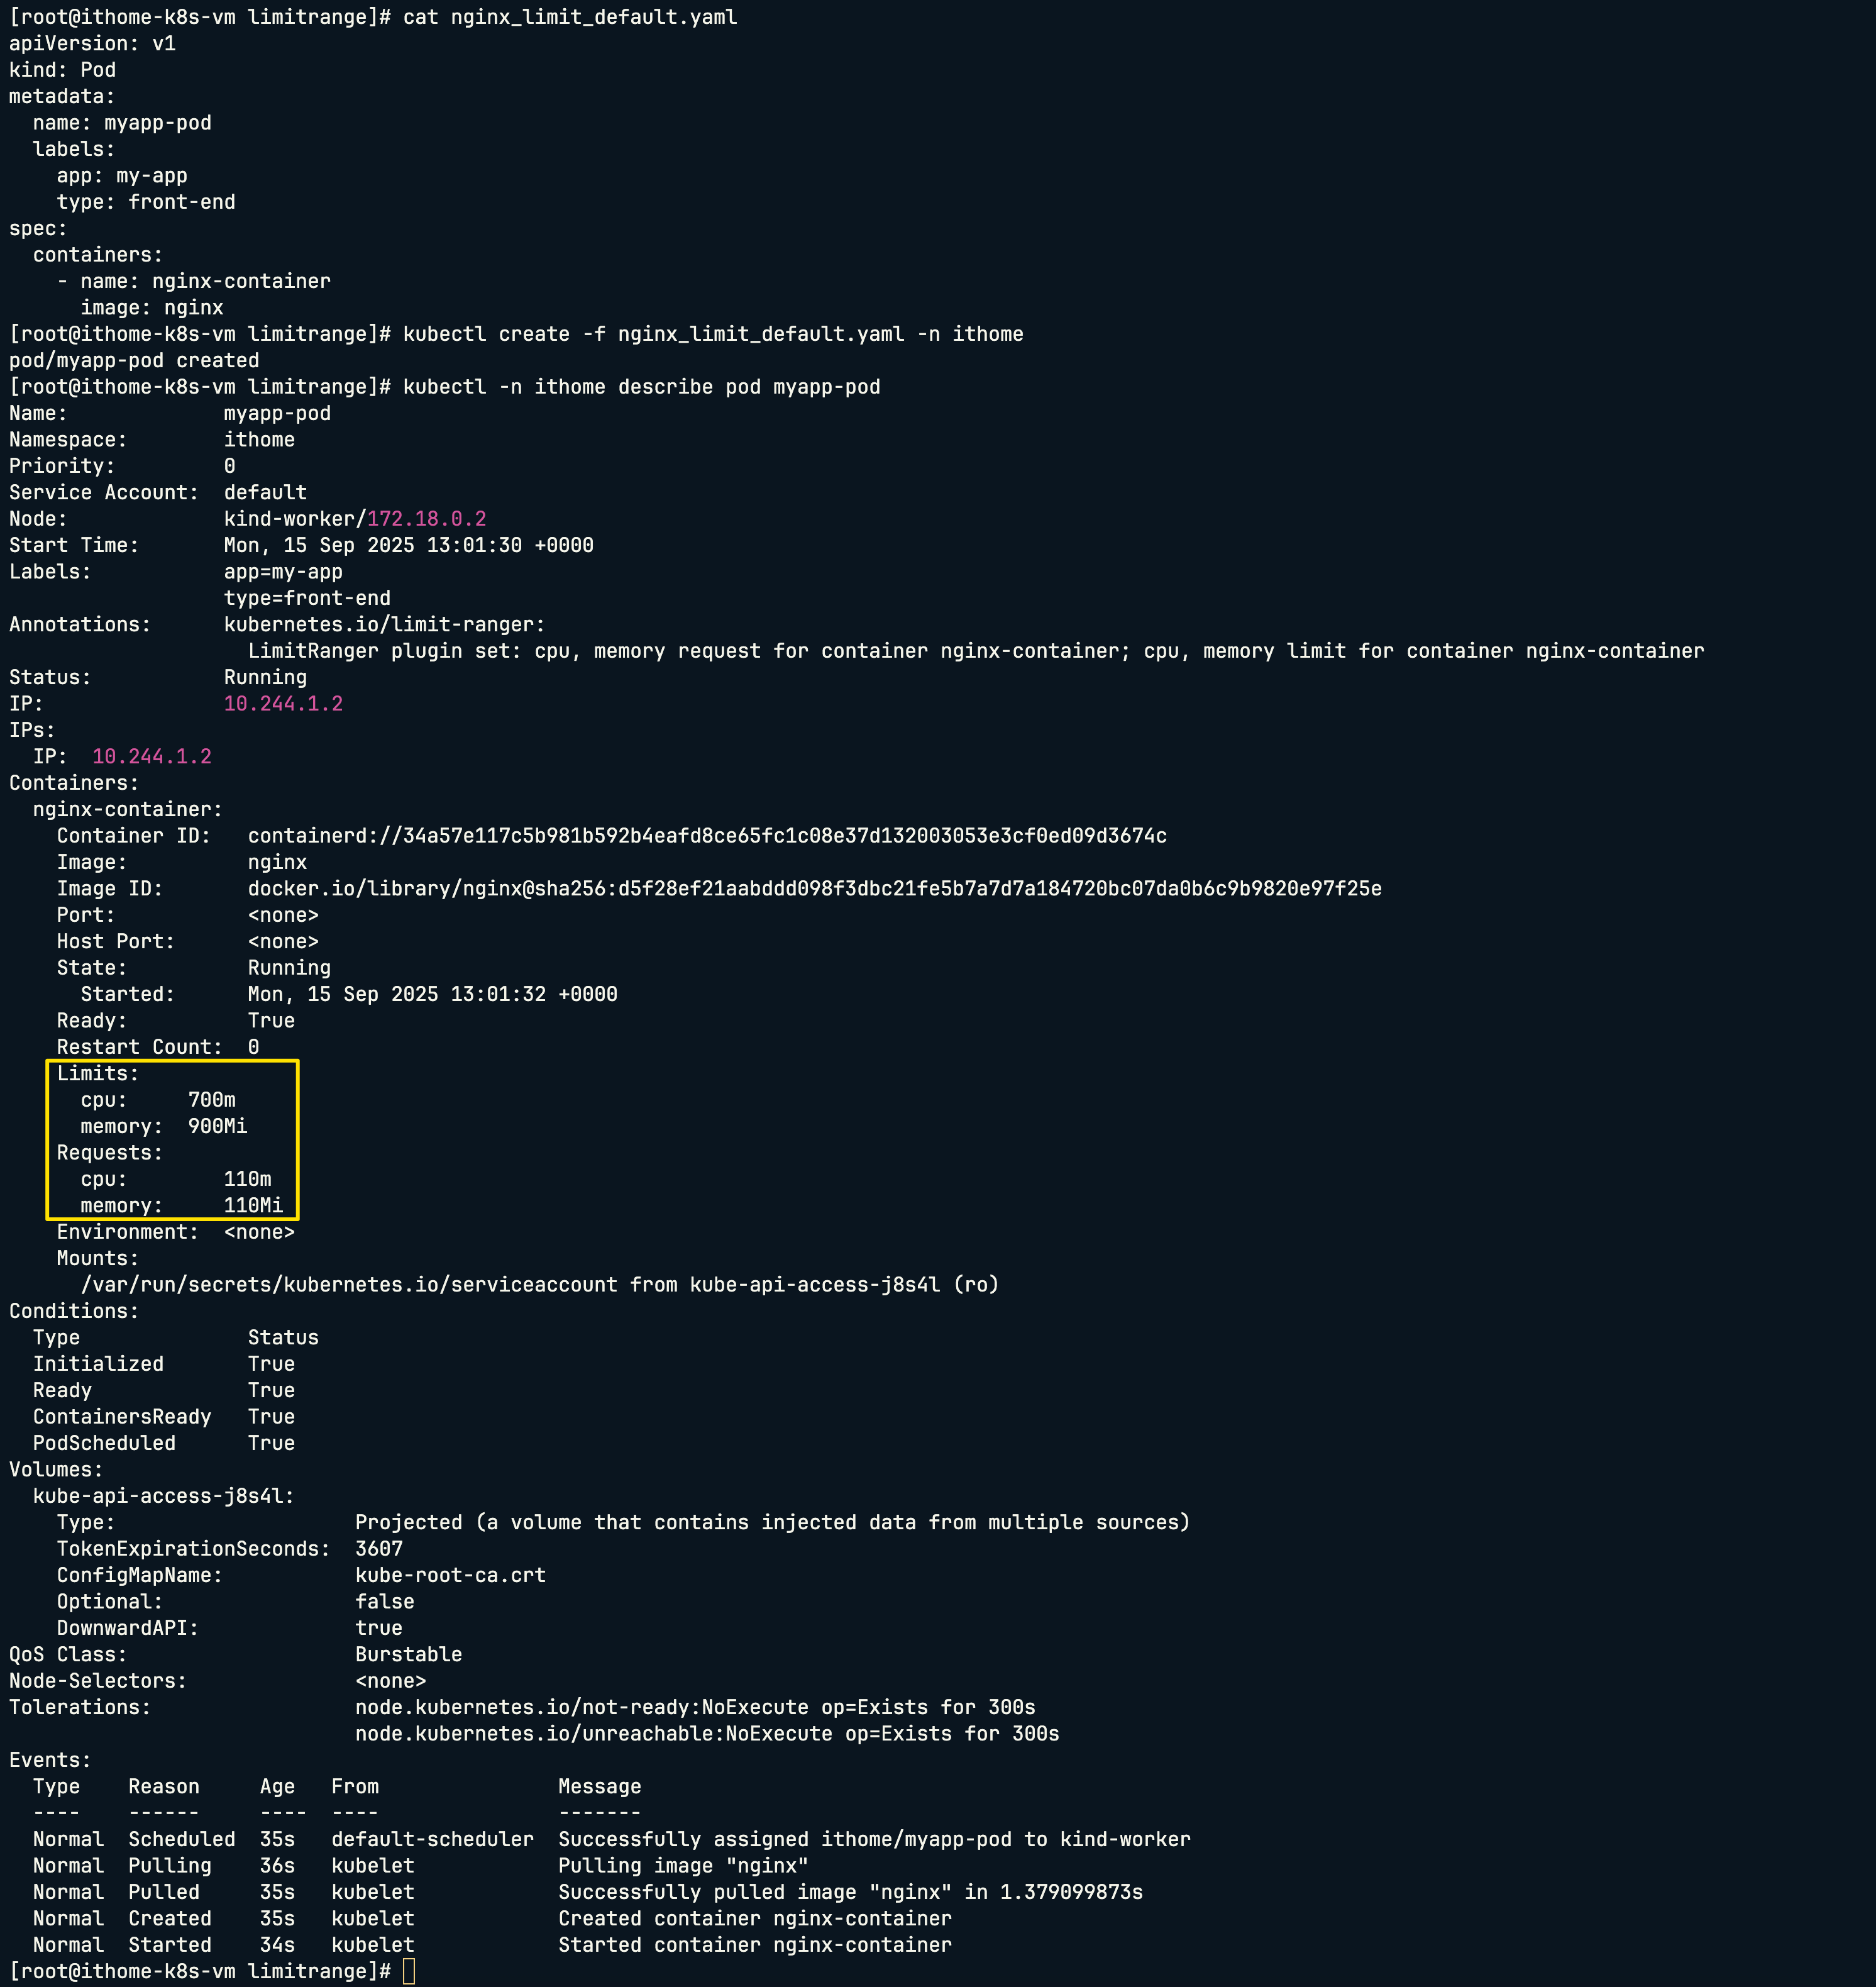 [root@ithome-k8s-vm limitrange]# cat nginx_limit_default.yaml
apiVersion: v1
kind: Pod
metadata:
  name: myapp-pod
  labels:
    app: my-app
    type: front-end
spec:
  containers:
    - name: nginx-container
      image: nginx
[root@ithome-k8s-vm limitrange]# kubectl create -f nginx_limit_default.yaml -n ithome
pod/myapp-pod created
[root@ithome-k8s-vm limitrange]# kubectl -n ithome describe pod myapp-pod
Name:             myapp-pod
Namespace:        ithome
Priority:         0
Service Account:  default
Node:             kind-worker/172.18.0.2
Start Time:       Mon, 15 Sep 2025 13:01:30 +0000
Labels:           app=my-app
                  type=front-end
Annotations:      kubernetes.io/limit-ranger:
                    LimitRanger plugin set: cpu, memory request for container nginx-container; cpu, memory limit for container nginx-container
Status:           Running
IP:               10.244.1.2
IPs:
  IP:  10.244.1.2
Containers:
  nginx-container:
    Container ID:   containerd://34a57e117c5b981b592b4eafd8ce65fc1c08e37d132003053e3cf0ed09d3674c
    Image:          nginx
    Image ID:       docker.io/library/nginx@sha256:d5f28ef21aabddd098f3dbc21fe5b7a7d7a184720bc07da0b6c9b9820e97f25e
    Port:           <none>
    Host Port:      <none>
    State:          Running
      Started:      Mon, 15 Sep 2025 13:01:32 +0000
    Ready:          True
    Restart Count:  0
    Limits:
      cpu:     700m
      memory:  900Mi
    Requests:
      cpu:        110m
      memory:     110Mi
    Environment:  <none>
    Mounts:
      /var/run/secrets/kubernetes.io/serviceaccount from kube-api-access-j8s4l (ro)
Conditions:
  Type              Status
  Initialized       True
  Ready             True
  ContainersReady   True
  PodScheduled      True
Volumes:
  kube-api-access-j8s4l:
    Type:                    Projected (a volume that contains injected data from multiple sources)
    TokenExpirationSeconds:  3607
    ConfigMapName:           kube-root-ca.crt
    Optional:                false
    DownwardAPI:             true
QoS Class:                   Burstable
Node-Selectors:              <none>
Tolerations:                 node.kubernetes.io/not-ready:NoExecute op=Exists for 300s
                             node.kubernetes.io/unreachable:NoExecute op=Exists for 300s
Events:
  Type    Reason     Age   From               Message
  ----    ------     ----  ----               -------
  Normal  Scheduled  35s   default-scheduler  Successfully assigned ithome/myapp-pod to kind-worker
  Normal  Pulling    36s   kubelet            Pulling image "nginx"
  Normal  Pulled     35s   kubelet            Successfully pulled image "nginx" in 1.379099873s
  Normal  Created    35s   kubelet            Created container nginx-container
  Normal  Started    34s   kubelet            Started container nginx-container
[root@ithome-k8s-vm limitrange]#